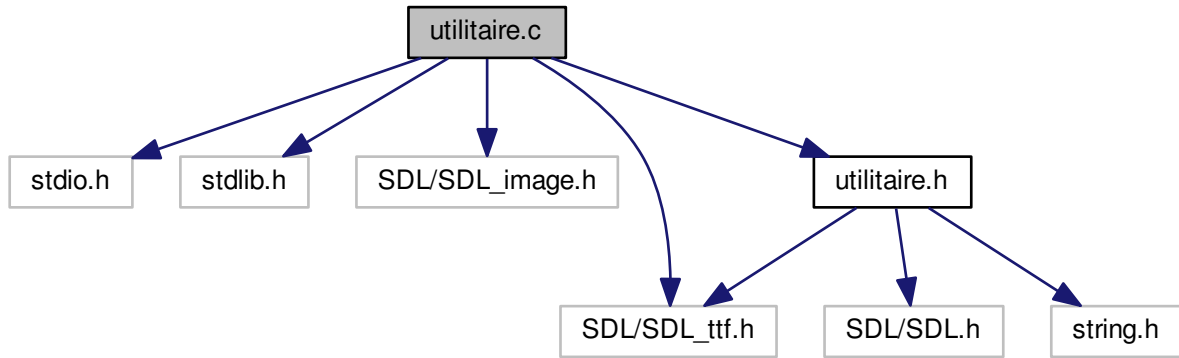 utilitaire.c
stdio.h
stdlib.h
SDL/SDL_image.h
utilitaire.h
SDL/SDL_ttf.h
SDL/SDL.h
string.h